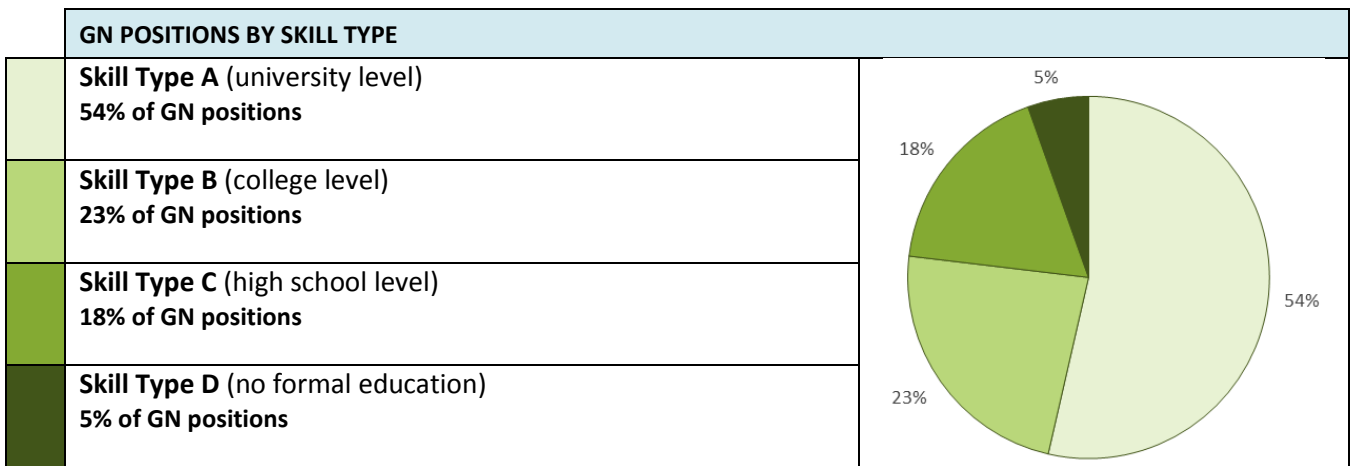 GN POSITIONS BY SKILL TYPE
Skill Type A (university level)
54% of GN positions
Skill Type B (college level)
23% of GN positions
Skill Type C (high school level)
18% of GN positions
Skill Type D (no formal education)
5% of GN positions
5%
18%
54%
23%